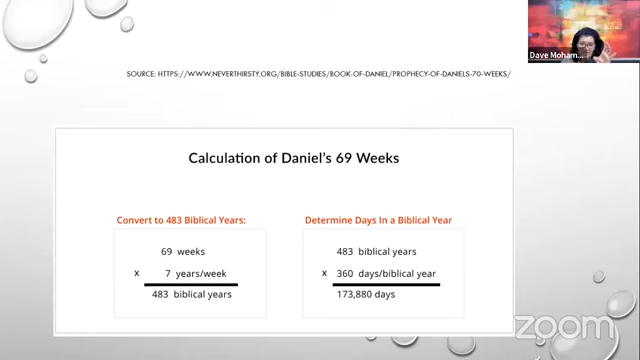 Dave Moham...
SOURCE: HTTPS://WWW.NEVERTHIRSTY.ORG/BIBLE-STUDIES/BOOK-OF-DANIEL/PROPHECY-OF-DANIELS-70-WEEKS/
Calculation of Daniel's 69 Weeks
Convert to 483 Biblical Years:
69 weeks
x 7 years/week
483 biblical years
Determine Days In a Biblical Year
483 biblical years
x 360 days/biblical year
173,880 days
zoom